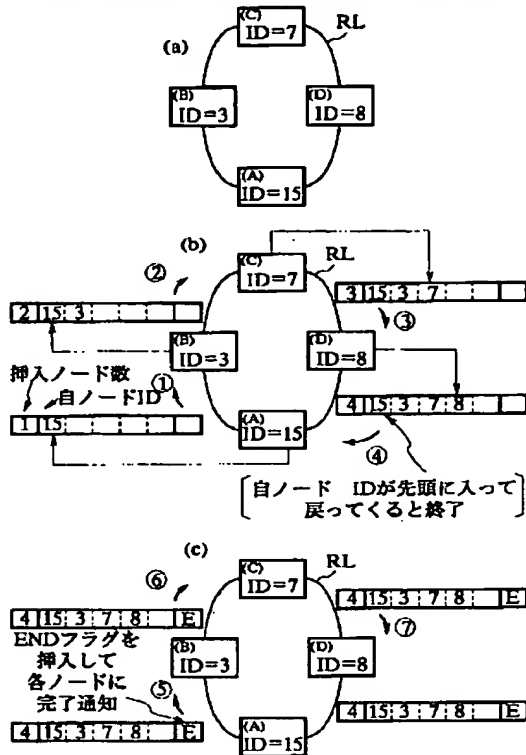 (a)
(C)
ID=7
RL
(B)
ID=3
(D)
ID=8
(A)
ID=15
(b)
(C)
ID=7
RL
②
2 15 3
3 15 3 7
③
(B)
ID=3
(D)
ID=8
挿入ノード数
自ノードID
①
1 15
4 15 3 7 8
(A)
ID=15
④
自ノード IDが先頭に入って
戻ってくると終了
(c)
(C)
ID=7
RL
⑥
4 15 3 7 8 E
4 15 3 7 8 E
⑦
ENDフラグを
挿入して
各ノードに
完了通知
(B)
ID=3
(D)
ID=8
⑤
4 15 3 7 8 E
(A)
ID=15
4 15 3 7 8 E